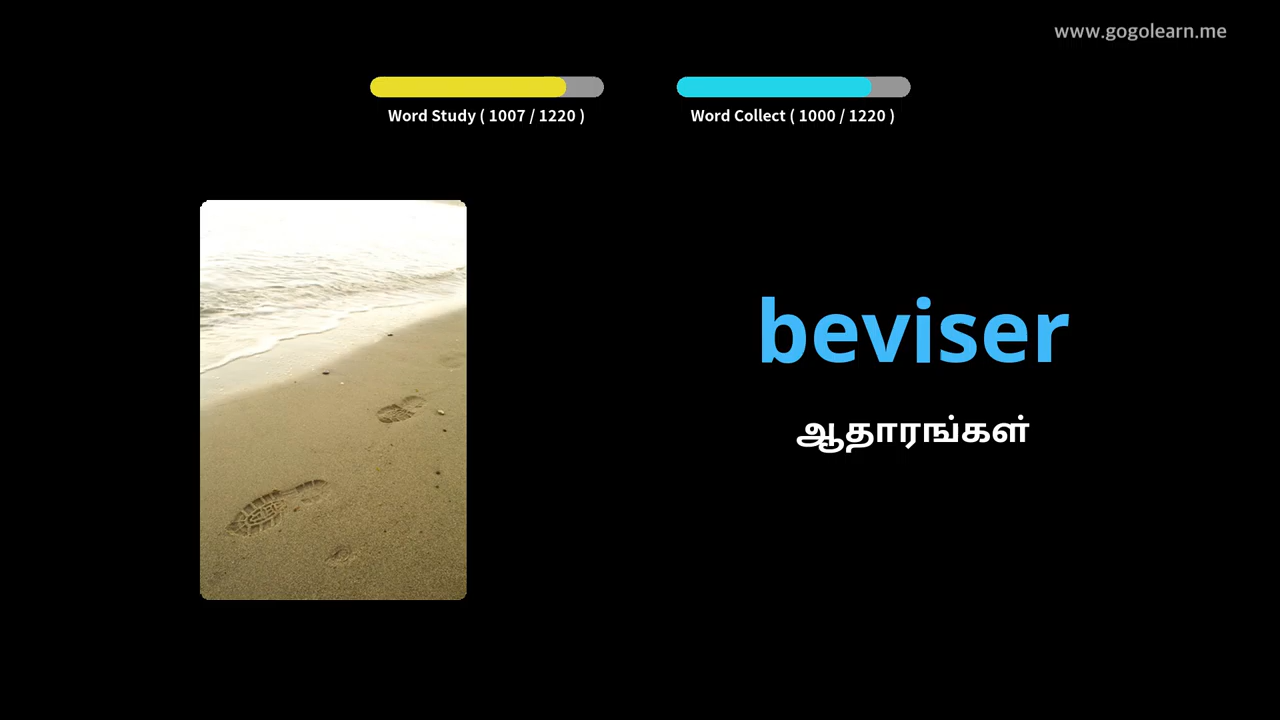 www.gogolearn.me
Word Study ( 1007 / 1220 )
Word Collect ( 1000 / 1220 )
beviser
ஆதாரங்கள்